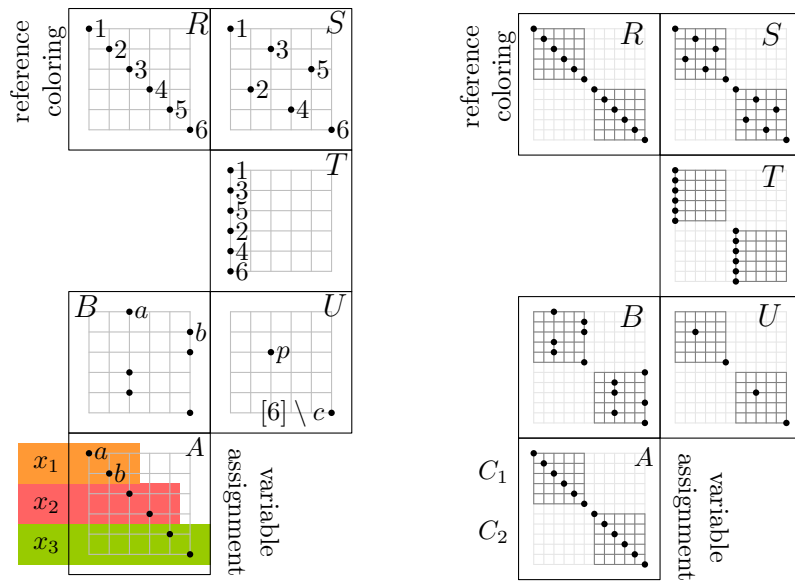 reference
coloring
R
1
2
3
4
5
6
S
1
3
5
2
4
6
T
1
3
5
2
4
6
B
a
b
U
p
[6] \ c
x₁
x₂
x₃
A
a
b
variable
assignment
reference
coloring
R
S
T
B
U
C₁
C₂
A
variable
assignment